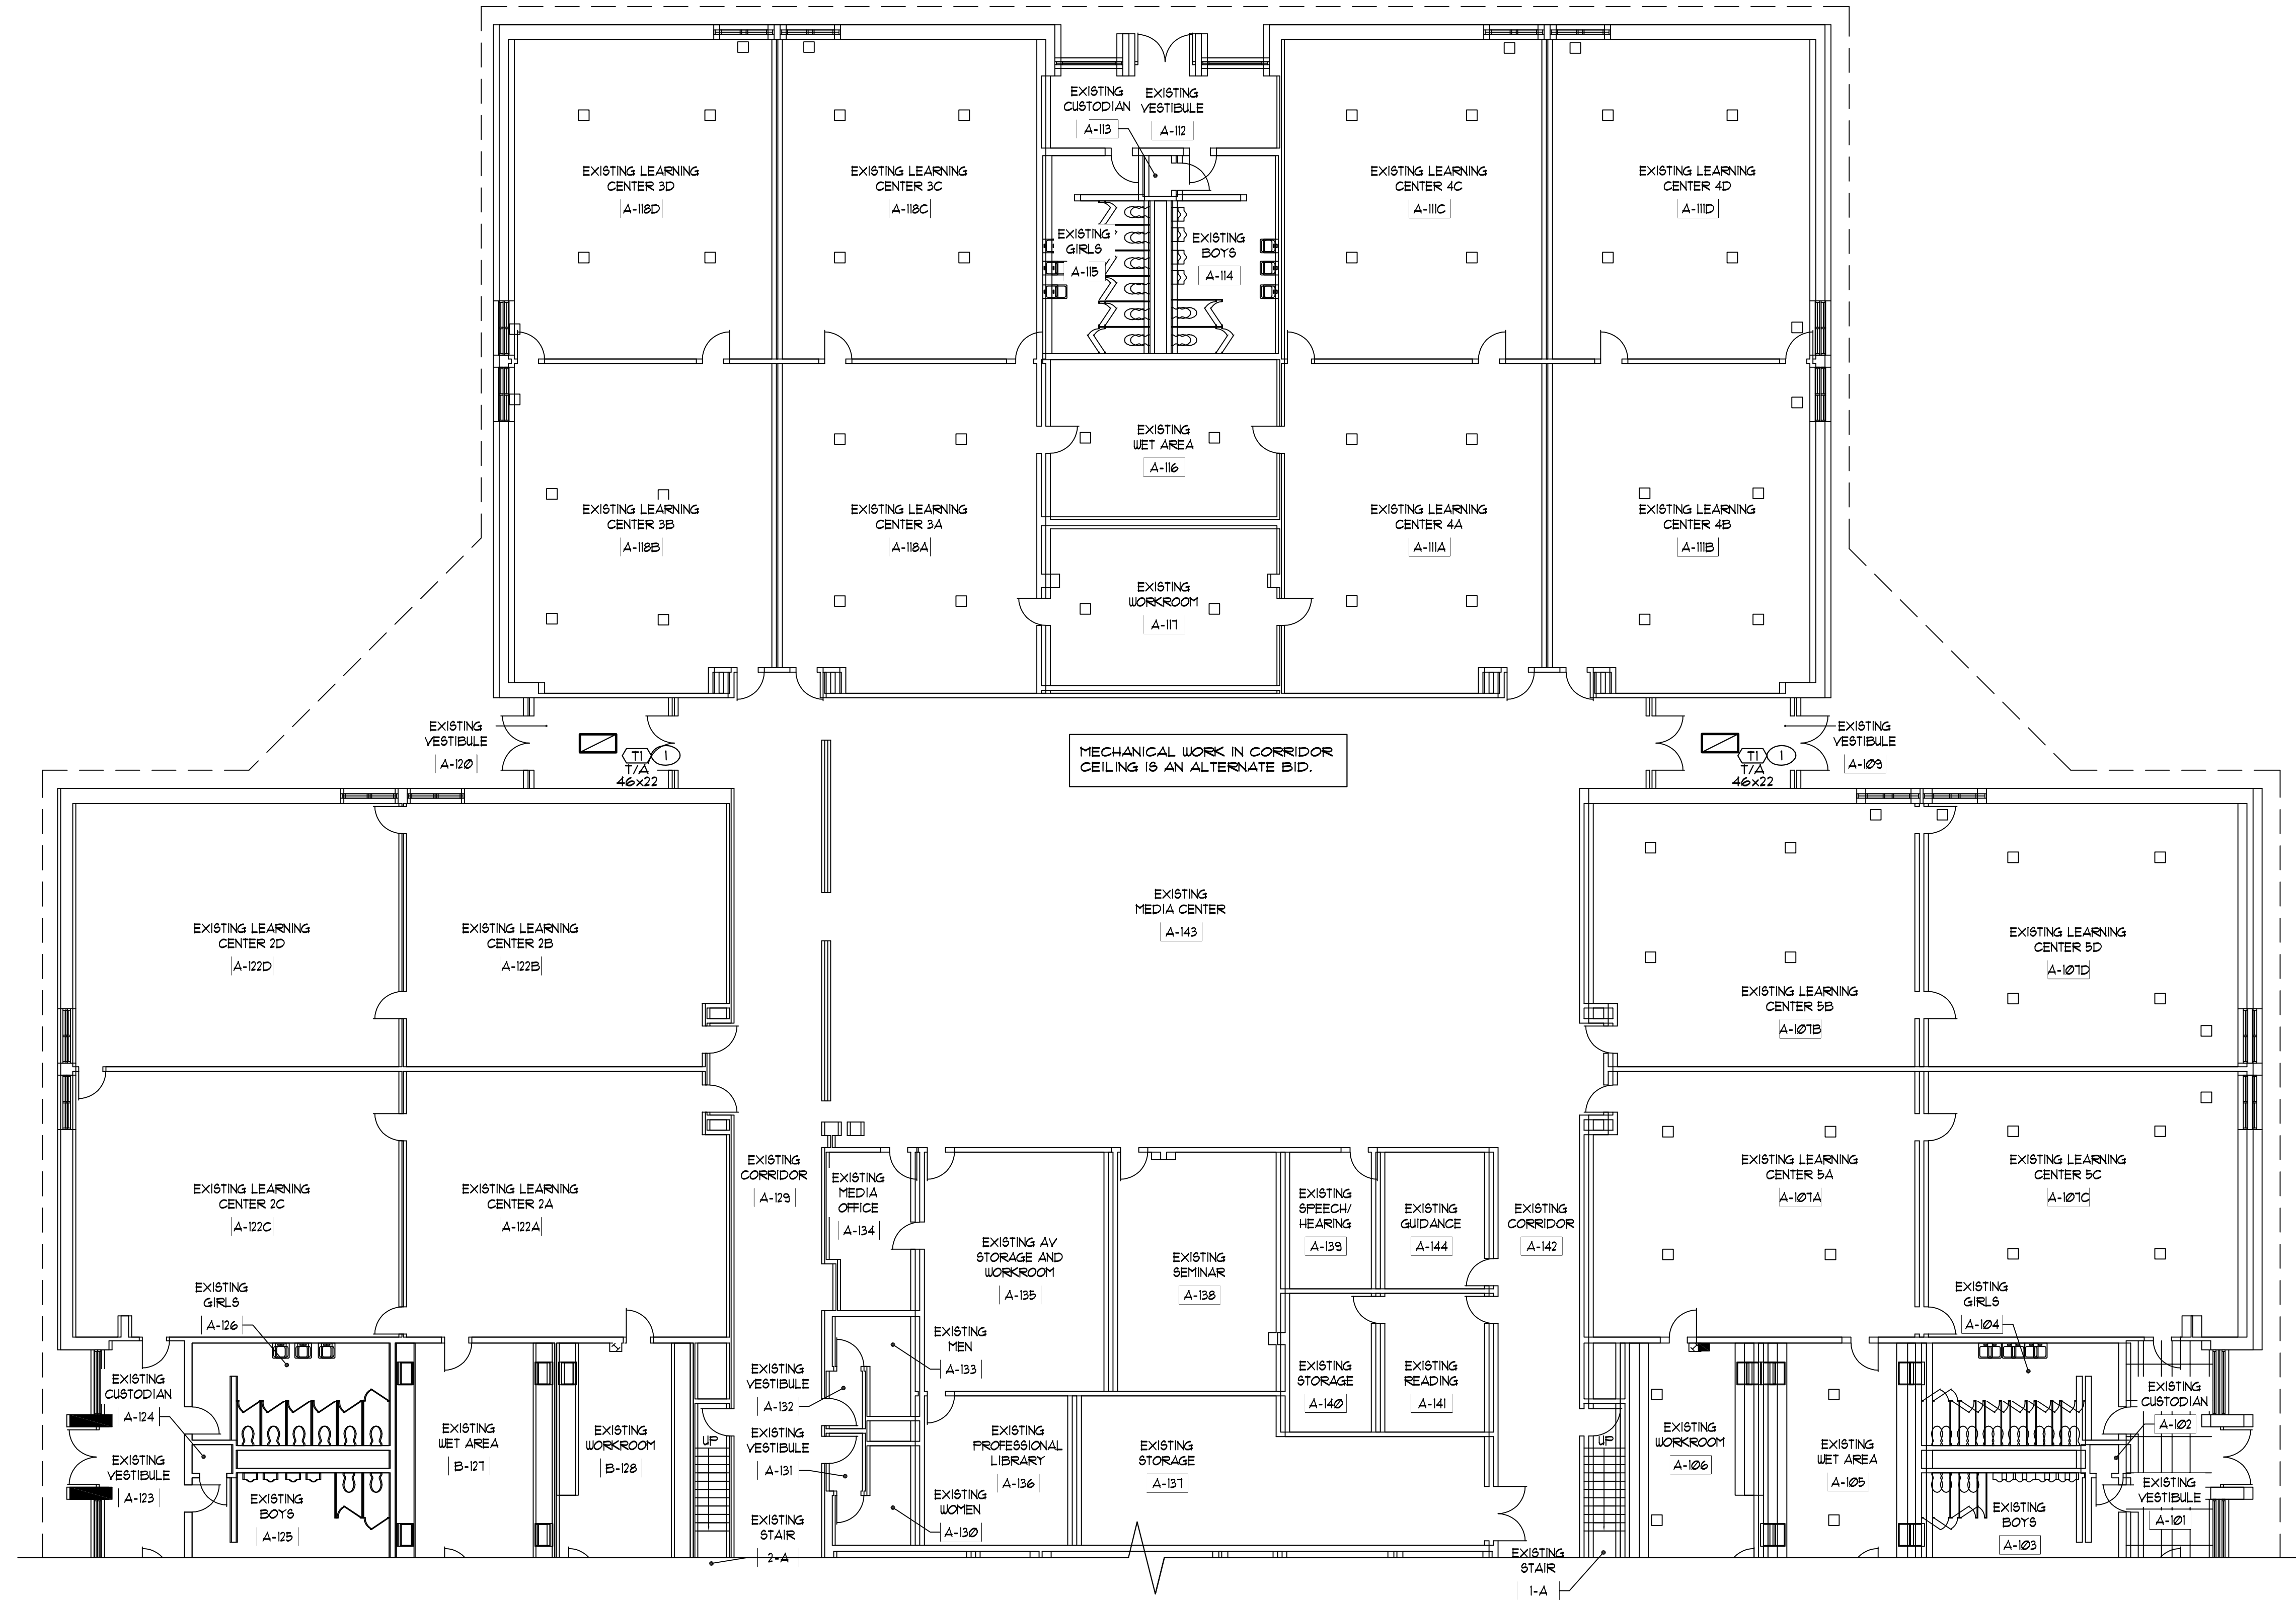 EXISTING
CUSTODIAN
A-113
EXISTING
VESTIBULE
A-112
EXISTING LEARNING
CENTER 3D
A-118D
EXISTING LEARNING
CENTER 3C
A-118C
EXISTING LEARNING
CENTER 4C
A-111C
EXISTING LEARNING
CENTER 4D
A-111D
EXISTING
GIRLS
A-115
EXISTING
BOYS
A-114
EXISTING
WET AREA
A-116
EXISTING LEARNING
CENTER 3B
A-118B
EXISTING LEARNING
CENTER 3A
A-118A
EXISTING LEARNING
CENTER 4A
A-111A
EXISTING LEARNING
CENTER 4B
A-111B
EXISTING
WORKROOM
A-117
EXISTING
VESTIBULE
A-120
T1
1
T/A
46x22
MECHANICAL WORK IN CORRIDOR
CEILING IS AN ALTERNATE BID.
T1
1
T/A
46x22
EXISTING
VESTIBULE
A-109
EXISTING
MEDIA CENTER
A-143
EXISTING LEARNING
CENTER 2D
A-122D
EXISTING LEARNING
CENTER 2B
A-122B
EXISTING LEARNING
CENTER 5B
A-107B
EXISTING LEARNING
CENTER 5D
A-107D
EXISTING LEARNING
CENTER 2C
A-122C
EXISTING LEARNING
CENTER 2A
A-122A
EXISTING
CORRIDOR
A-129
EXISTING
MEDIA
OFFICE
A-134
EXISTING AV
STORAGE AND
WORKROOM
A-135
EXISTING
SEMINAR
A-138
EXISTING
SPEECH/
HEARING
A-139
EXISTING
GUIDANCE
A-144
EXISTING
CORRIDOR
A-142
EXISTING LEARNING
CENTER 5A
A-107A
EXISTING LEARNING
CENTER 5C
A-107C
EXISTING
GIRLS
A-126
EXISTING
GIRLS
A-104
EXISTING
MEN
A-133
EXISTING
VESTIBULE
A-132
EXISTING
STORAGE
A-140
EXISTING
READING
A-141
EXISTING
CUSTODIAN
A-124
EXISTING
CUSTODIAN
A-102
EXISTING
VESTIBULE
A-123
EXISTING
BOYS
A-125
EXISTING
WET AREA
B-127
EXISTING
WORKROOM
B-128
UP
EXISTING
VESTIBULE
A-131
EXISTING
WOMEN
A-130
EXISTING
PROFESSIONAL
LIBRARY
A-136
EXISTING
STORAGE
A-137
UP
EXISTING
WORKROOM
A-106
EXISTING
WET AREA
A-105
EXISTING
BOYS
A-103
EXISTING
VESTIBULE
A-101
EXISTING
STAIR
2-A
EXISTING
STAIR
1-A